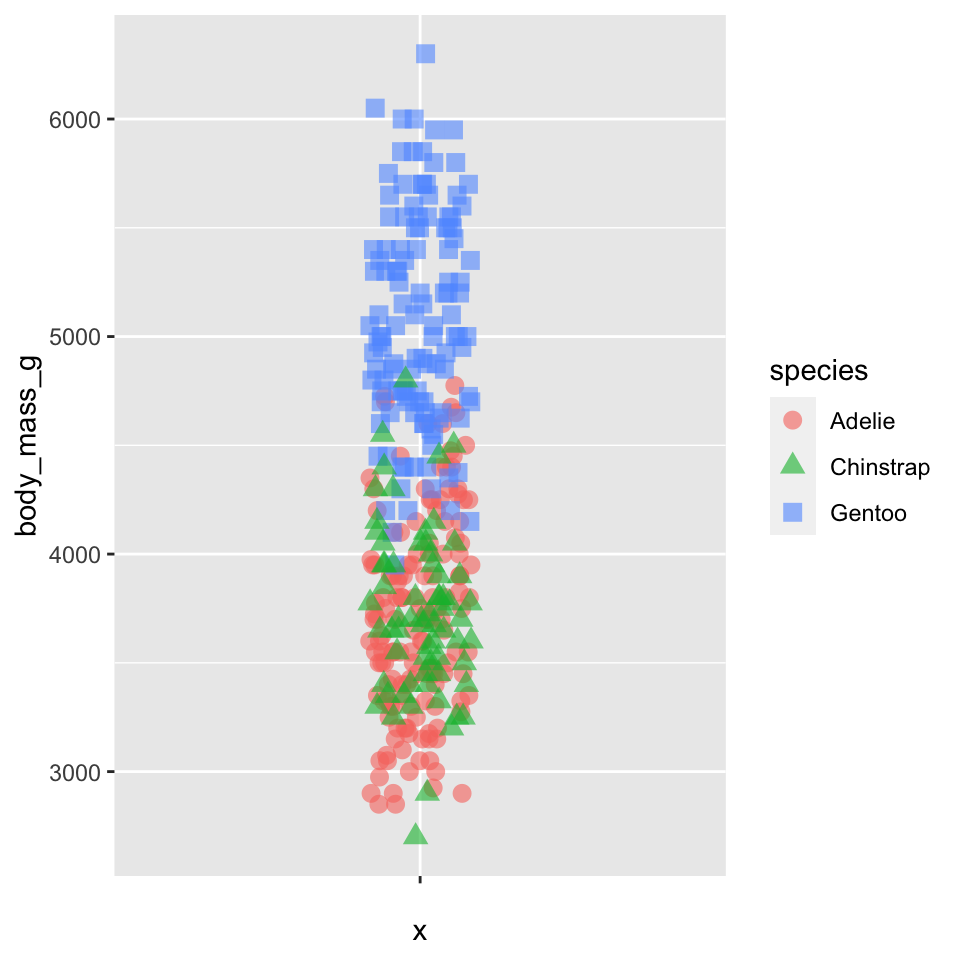 body_mass_g
6000
5000
4000
3000
x
species
Adelie
Chinstrap
Gentoo